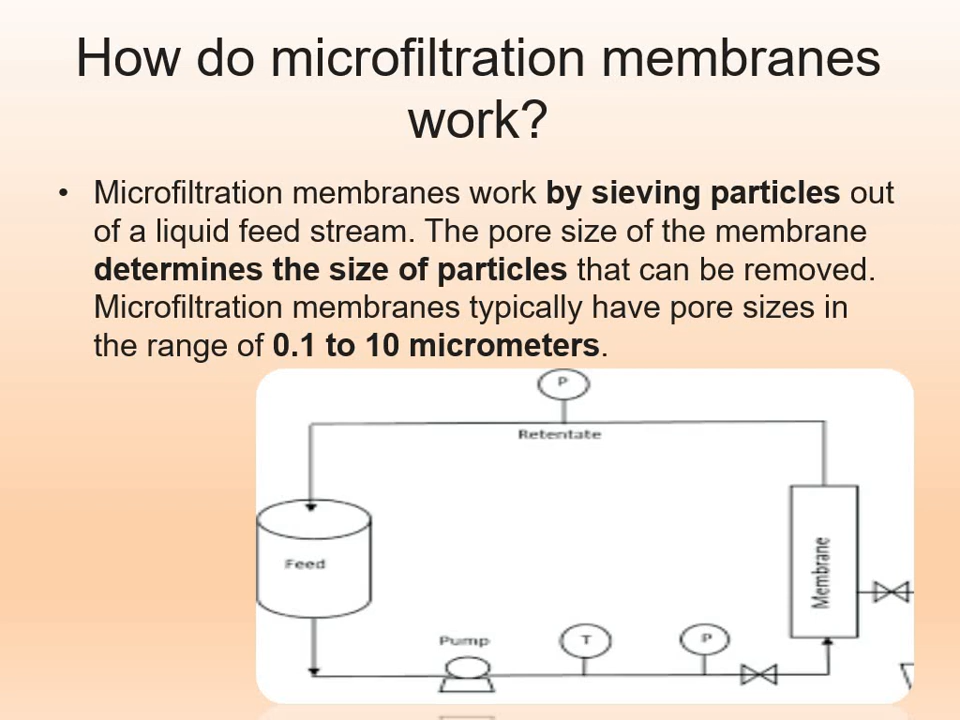 How do microfiltration membranes
work?
• Microfiltration membranes work by sieving particles out
of a liquid feed stream. The pore size of the membrane
determines the size of particles that can be removed.
Microfiltration membranes typically have pore sizes in
the range of 0.1 to 10 micrometers.
P
Retentate
Feed
Membrane
Pump
T
P